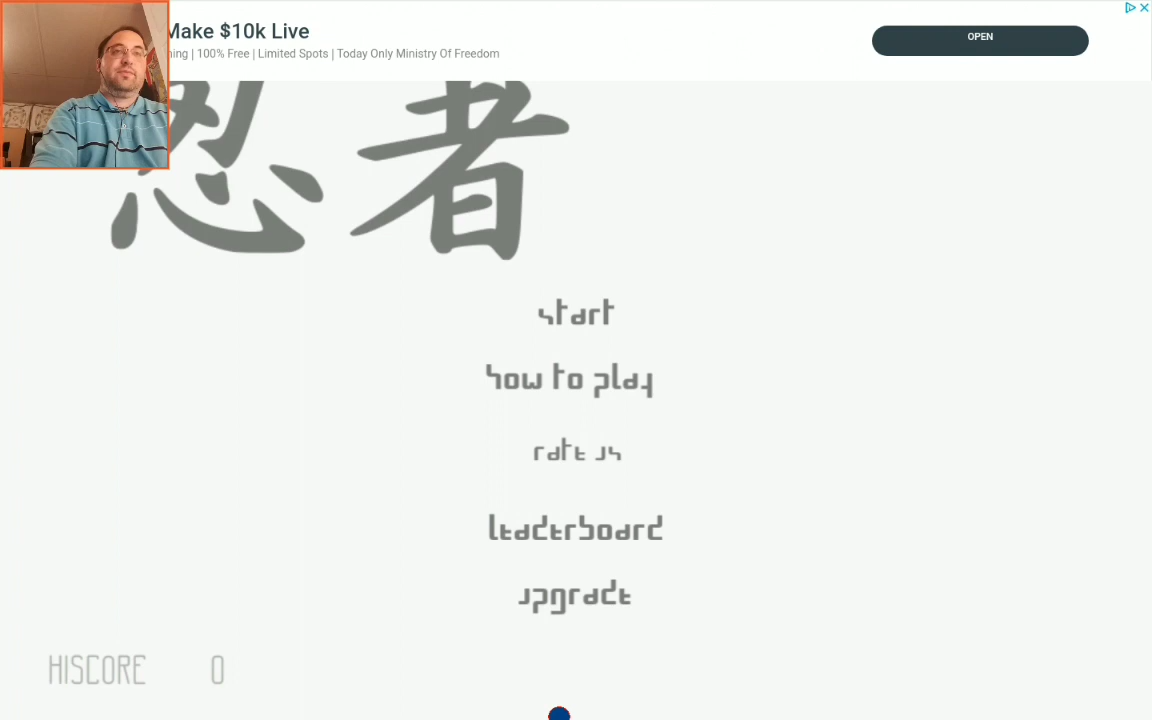 Make $10k Live
ning | 100% Free | Limited Spots | Today Only Ministry Of Freedom
OPEN
忍者
start
how to play
rate us
leaderboard
upgrade
HISCORE 0